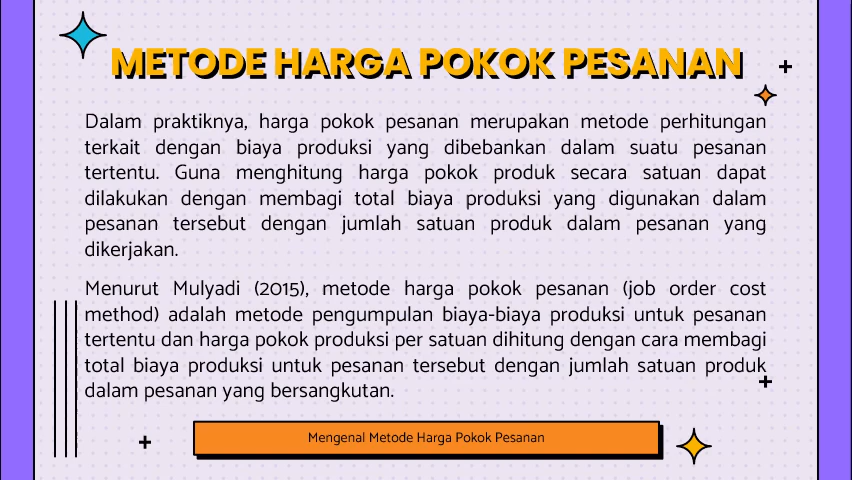 METODE HARGA POKOK PESANAN
Dalam praktiknya, harga pokok pesanan merupakan metode perhitungan
terkait dengan biaya produksi yang dibebankan dalam suatu pesanan
tertentu. Guna menghitung harga pokok produk secara satuan dapat
dilakukan dengan membagi total biaya produksi yang digunakan dalam
pesanan tersebut dengan jumlah satuan produk dalam pesanan yang
dikerjakan.
Menurut Mulyadi (2015), metode harga pokok pesanan (job order cost
method) adalah metode pengumpulan biaya-biaya produksi untuk pesanan
tertentu dan harga pokok produksi per satuan dihitung dengan cara membagi
total biaya produksi untuk pesanan tersebut dengan jumlah satuan produk
dalam pesanan yang bersangkutan.
Mengenal Metode Harga Pokok Pesanan